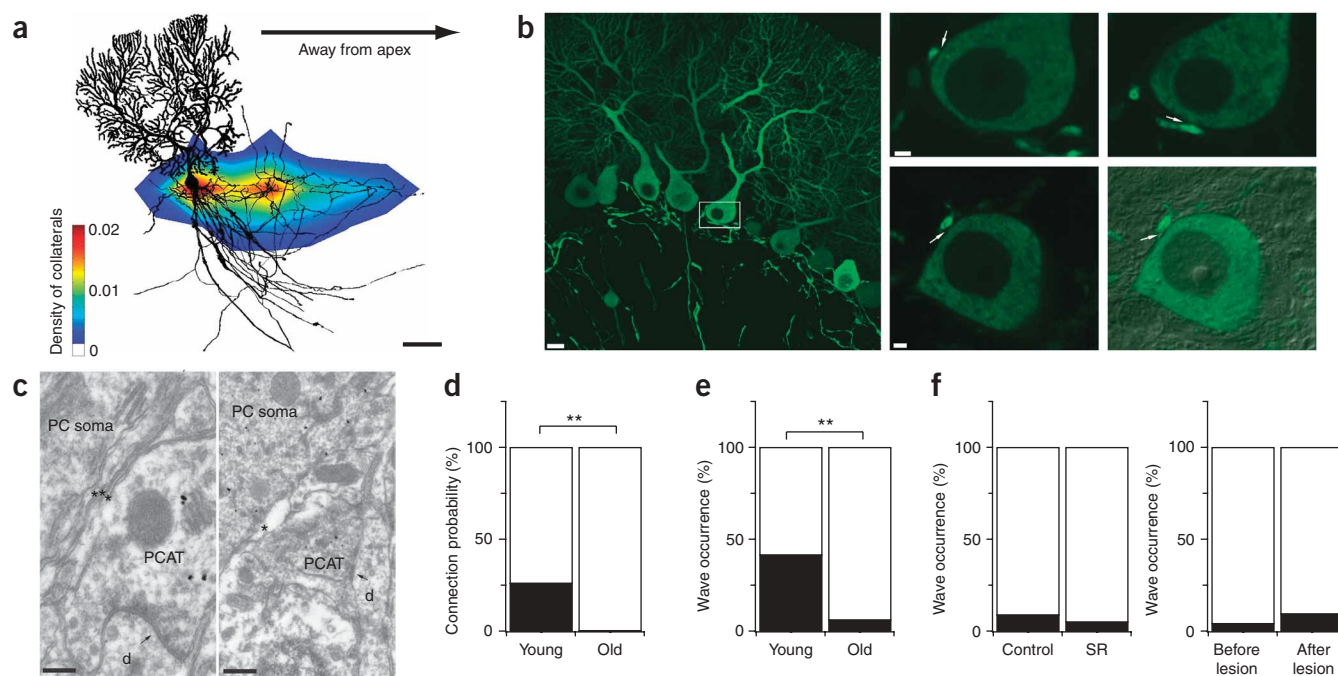 a
Away from apex
Density of collaterals
0.02
0.01
0
b
c
PC soma
***
PCAT
d
PC soma
*
PCAT
d
d
Connection probability (%)
100
50
0
**
Young
Old
e
Wave occurrence (%)
100
50
0
**
Young
Old
f
Wave occurrence (%)
100
50
0
Control
SR
Wave occurrence (%)
100
50
0
Before
lesion
After
lesion